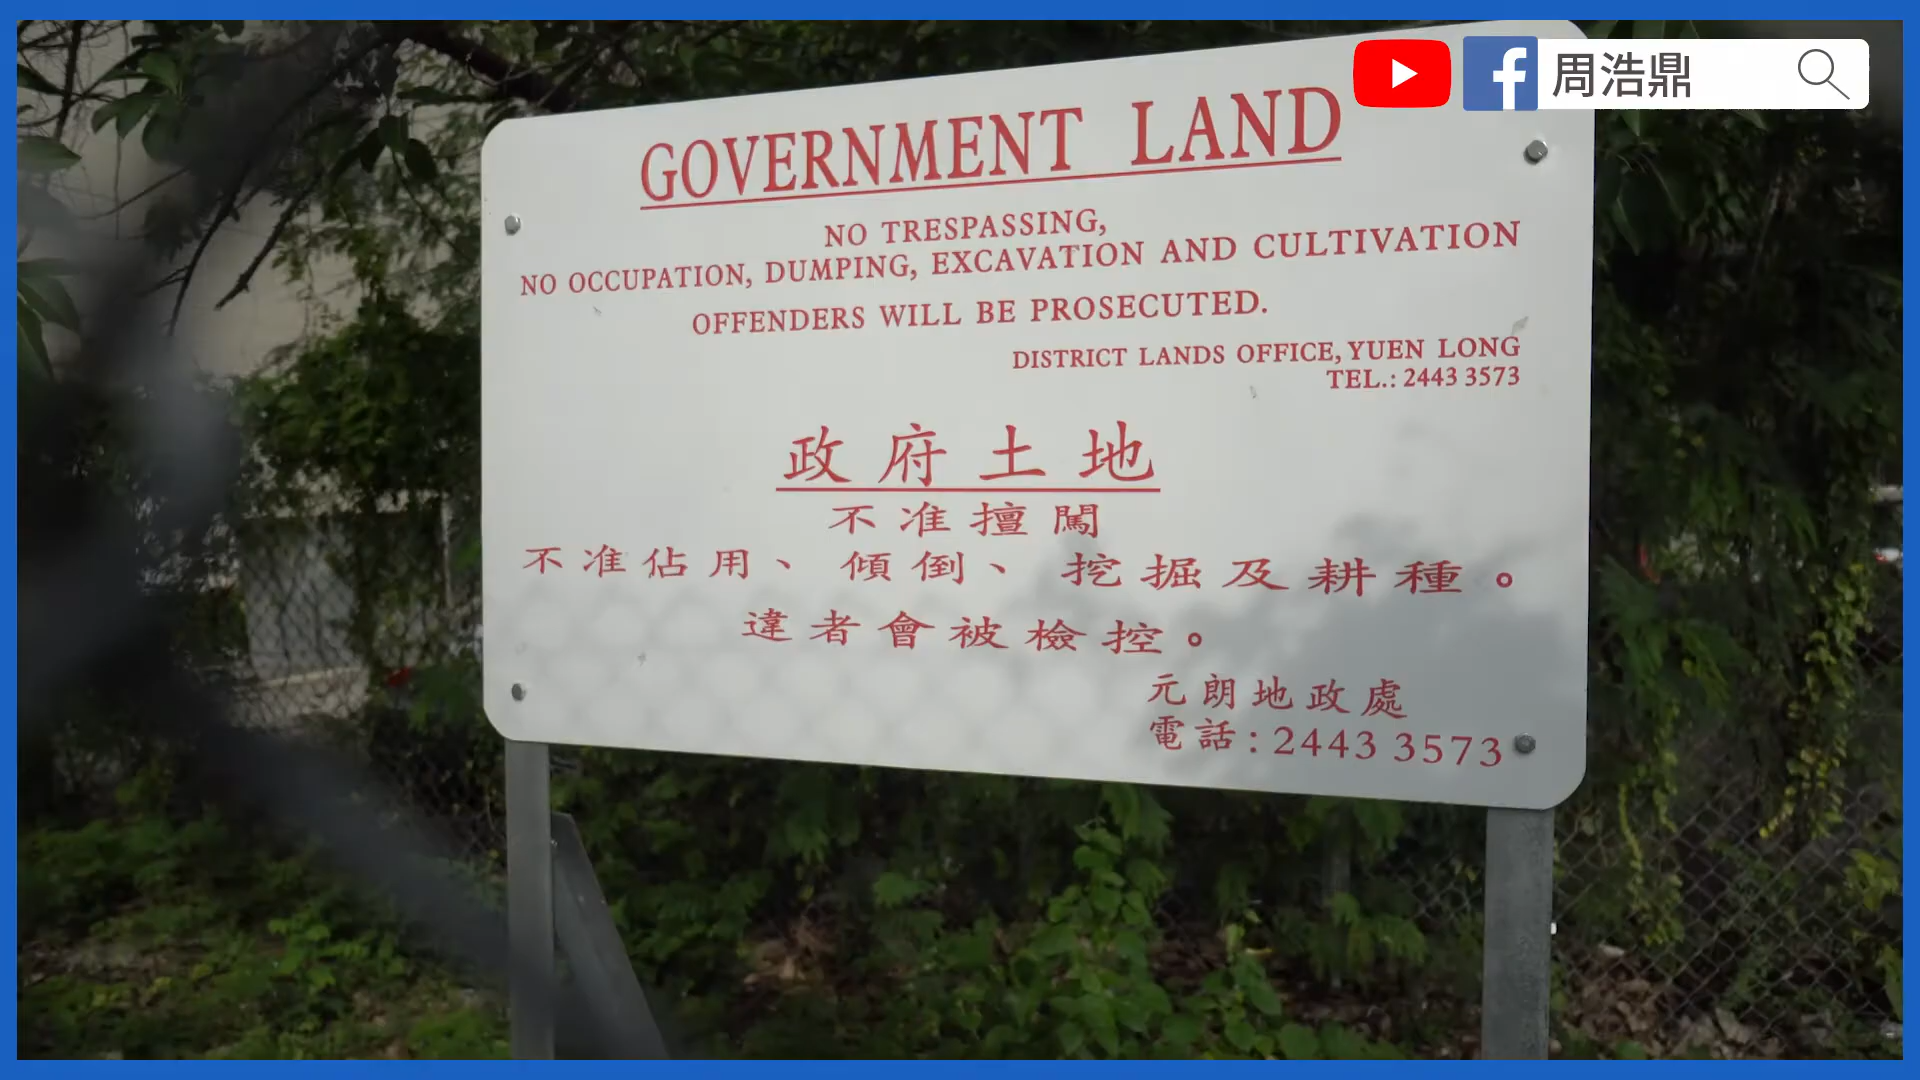 周浩鼎
GOVERNMENT LAND
NO TRESPASSING,
NO OCCUPATION, DUMPING, EXCAVATION AND CULTIVATION
OFFENDERS WILL BE PROSECUTED.
DISTRICT LANDS OFFICE, YUEN LONG
TEL.: 2443 3573
政府土地
不准擅闖
不准佔用、傾倒、挖掘及耕種。
違者會被檢控。
元朗地政處
電話:2443 3573